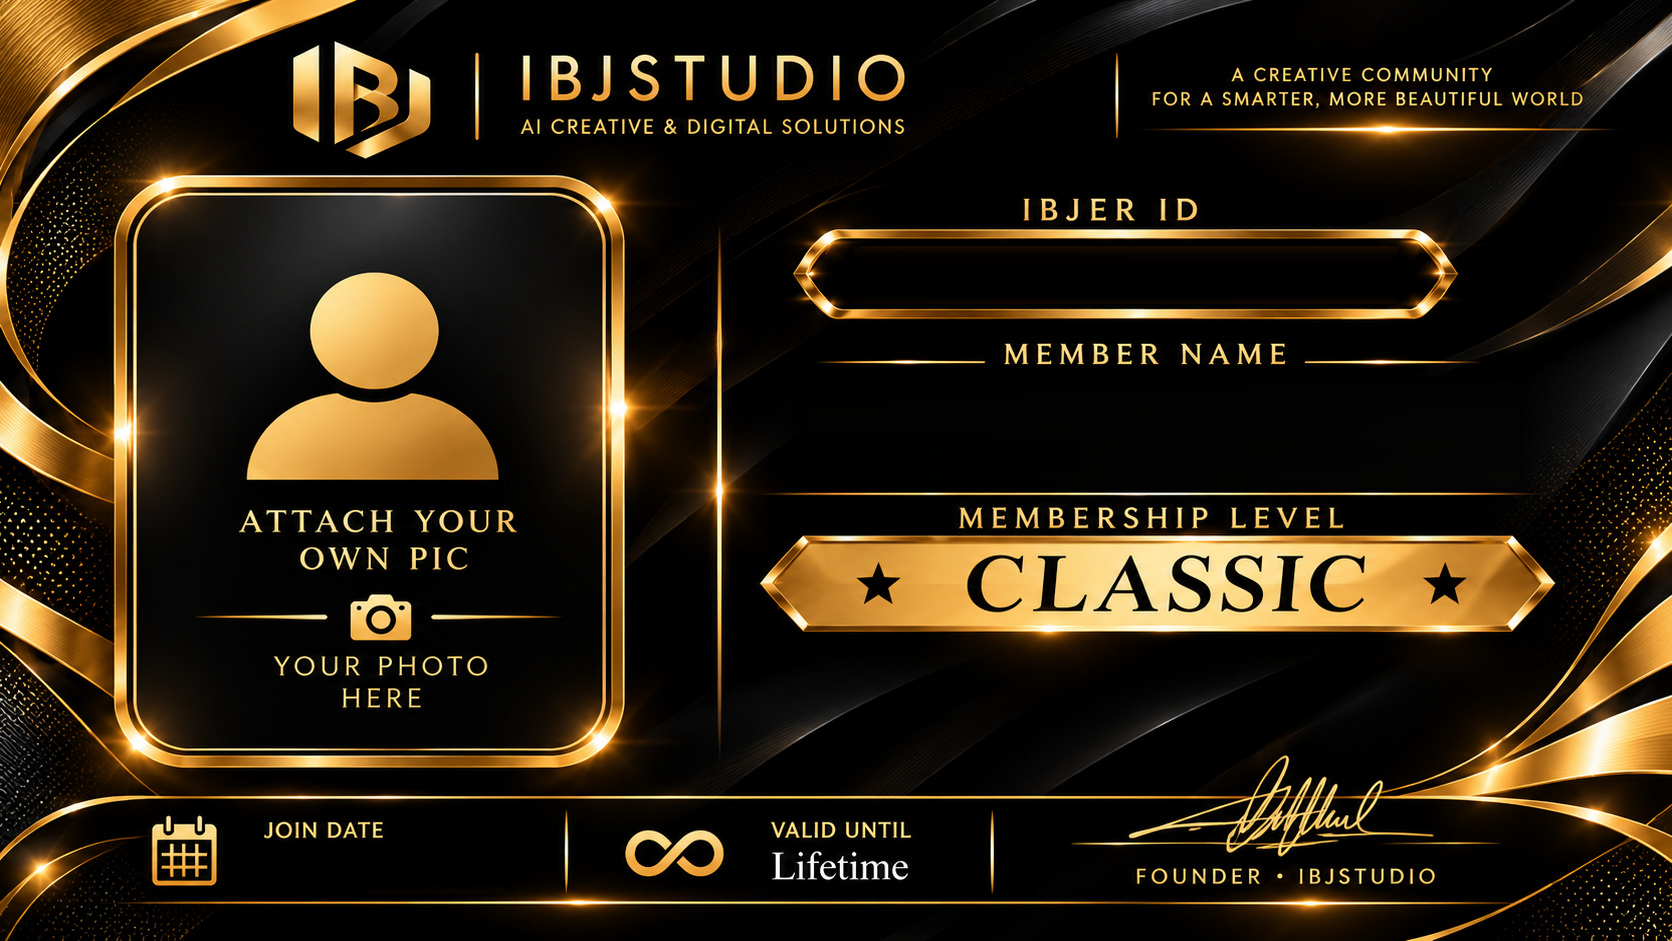 IBJ
IBJSTUDIO
AI CREATIVE & DIGITAL SOLUTIONS
A CREATIVE COMMUNITY
FOR A SMARTER, MORE BEAUTIFUL WORLD
ATTACH YOUR
OWN PIC
YOUR PHOTO
HERE
IBJER ID
MEMBER NAME
MEMBERSHIP LEVEL
CLASSIC
JOIN DATE
VALID UNTIL
Lifetime
FOUNDER • IBJSTUDIO